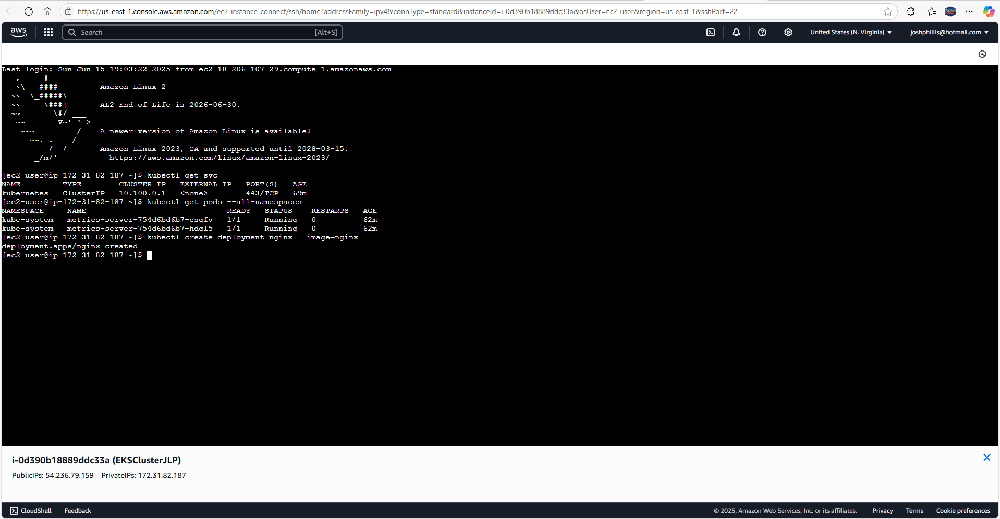 https://us-east-1.console.aws.amazon.com/ec2-instance-connect/ssh/home?addressFamily=ipv4&connType=standard&instanceId=i-0d390b18889ddc33a&osUser=ec2-user&region=us-east-1&sshPort=22
aws Search [Alt+S] United States (N. Virginia) joshphillis@hotmail.com
Last login: Sun Jun 15 19:03:22 2025 from ec2-18-206-107-29.compute-1.amazonaws.com
   ,     #_
   ~\_  ####_        Amazon Linux 2
  ~~  \_#####\
  ~~     \###|       AL2 End of Life is 2026-06-30.
  ~~       \#/ ___
   ~~       V~' '->
    ~~~         /    A newer version of Amazon Linux is available!
      ~~._.   _/
         _/ _/       Amazon Linux 2023, GA and supported until 2028-03-15.
       _/m/'           https://aws.amazon.com/linux/amazon-linux-2023/
[ec2-user@ip-172-31-82-187 ~]$ kubectl get svc
NAME         TYPE        CLUSTER-IP   EXTERNAL-IP   PORT(S)   AGE
kubernetes   ClusterIP   10.100.0.1   <none>        443/TCP   69m
[ec2-user@ip-172-31-82-187 ~]$ kubectl get pods --all-namespaces
NAMESPACE     NAME                              READY   STATUS    RESTARTS   AGE
kube-system   metrics-server-754d6bd6b7-csgfv   1/1     Running   0          62m
kube-system   metrics-server-754d6bd6b7-hdgl5   1/1     Running   0          62m
[ec2-user@ip-172-31-82-187 ~]$ kubectl create deployment nginx --image=nginx
deployment.apps/nginx created
[ec2-user@ip-172-31-82-187 ~]$
i-0d390b18889ddc33a (EKSClusterJLP)
PublicIPs: 54.236.79.159 PrivateIPs: 172.31.82.187
CloudShell Feedback © 2025, Amazon Web Services, Inc. or its affiliates. Privacy Terms Cookie preferences